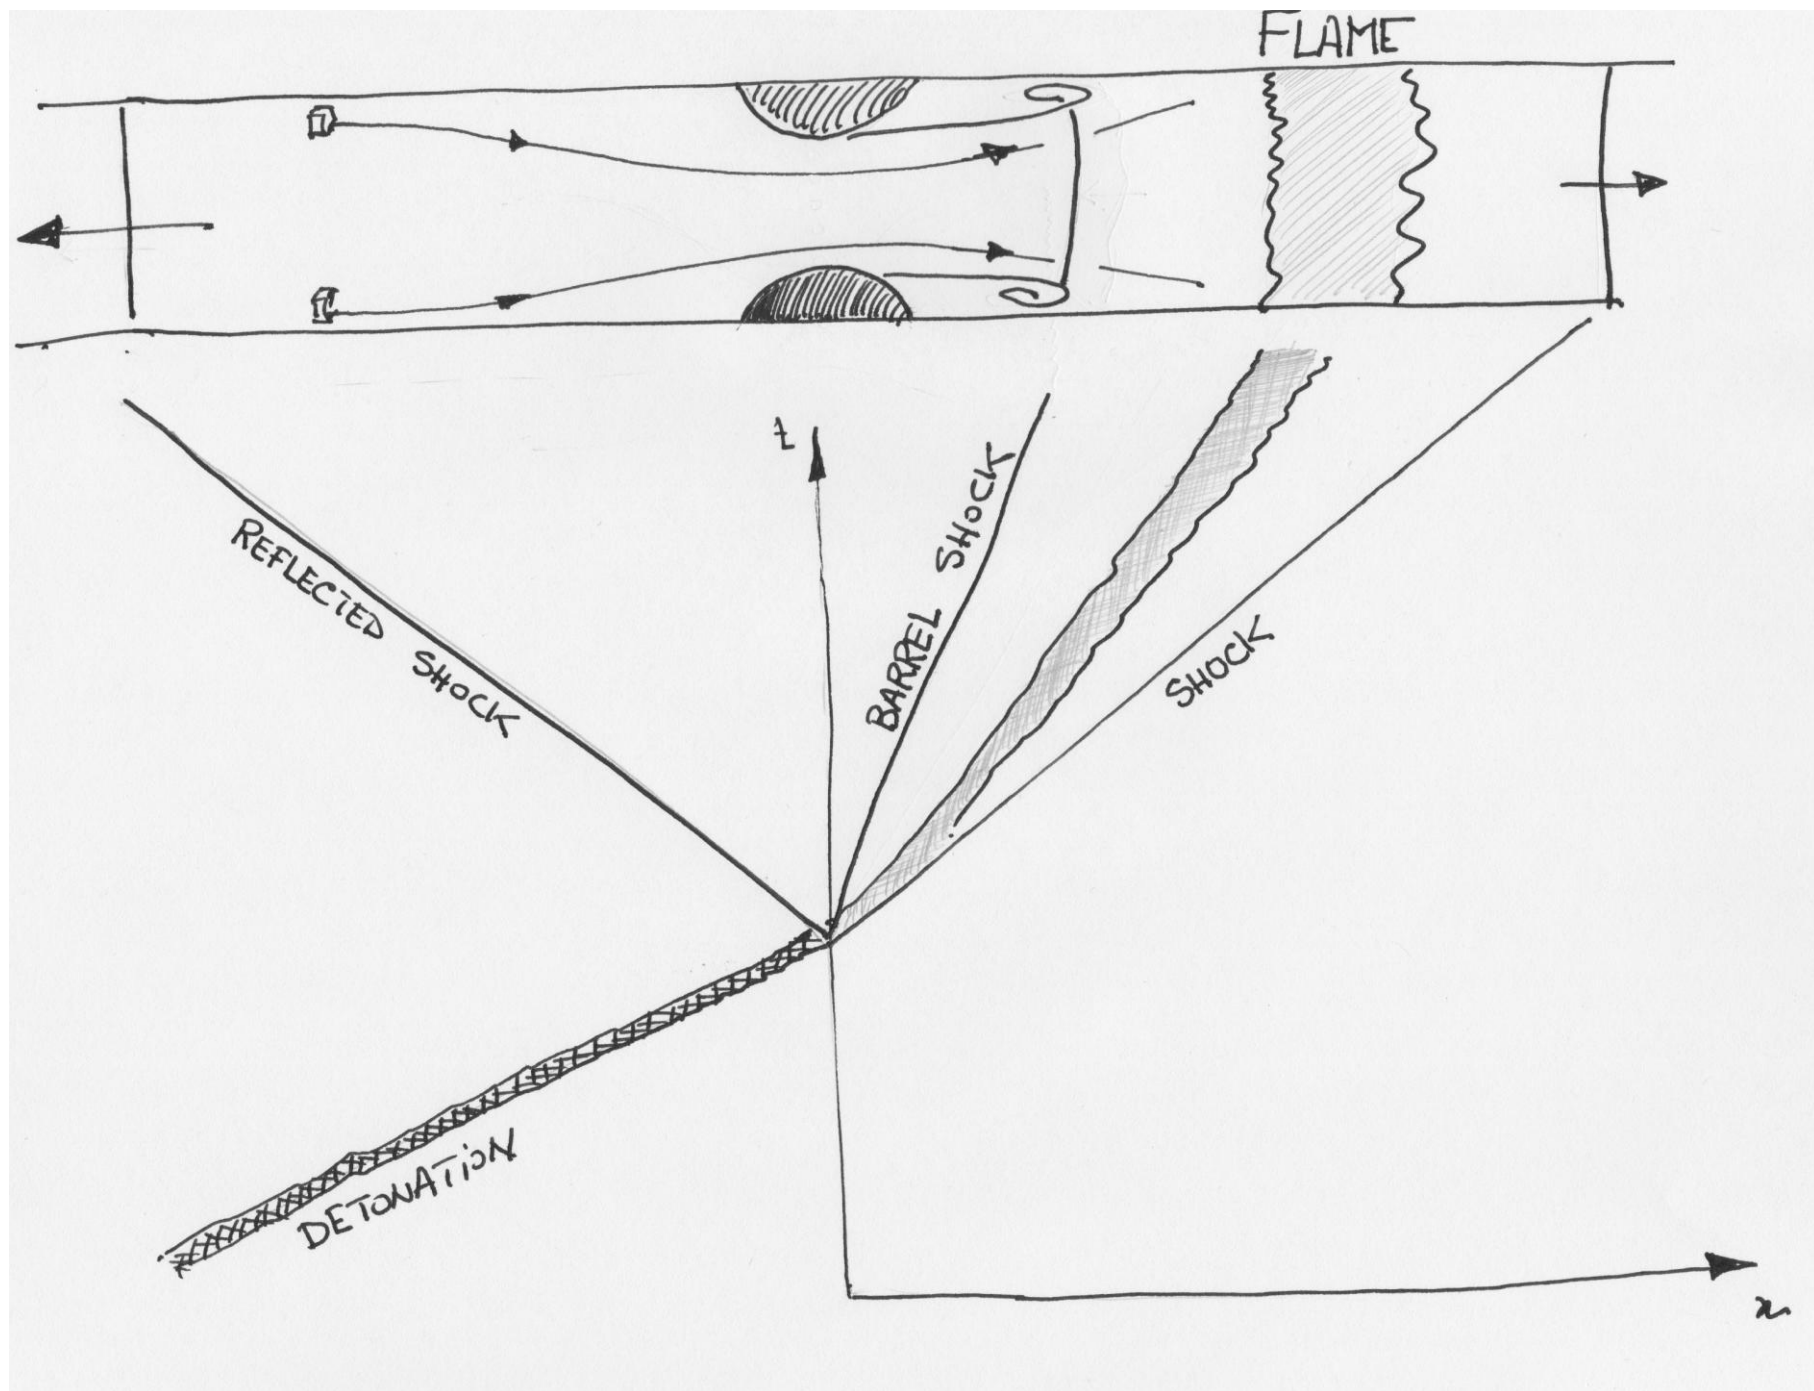 FLAME
t
REFLECTED SHOCK
BARREL SHOCK
SHOCK
DETONATiON
x